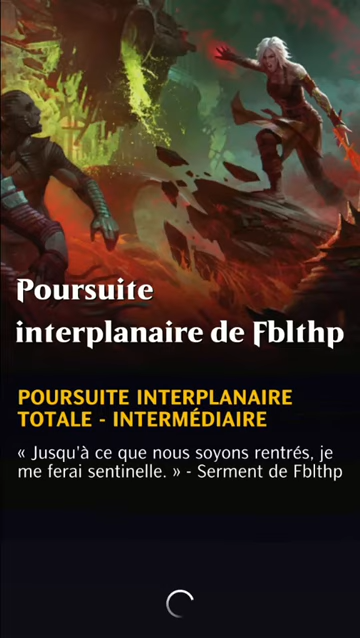 Poursuite
interplanaire de Fblthp
POURSUITE INTERPLANAIRE
TOTALE - INTERMÉDIAIRE
« Jusqu'à ce que nous soyons rentrés, je
me ferai sentinelle. » - Serment de Fblthp